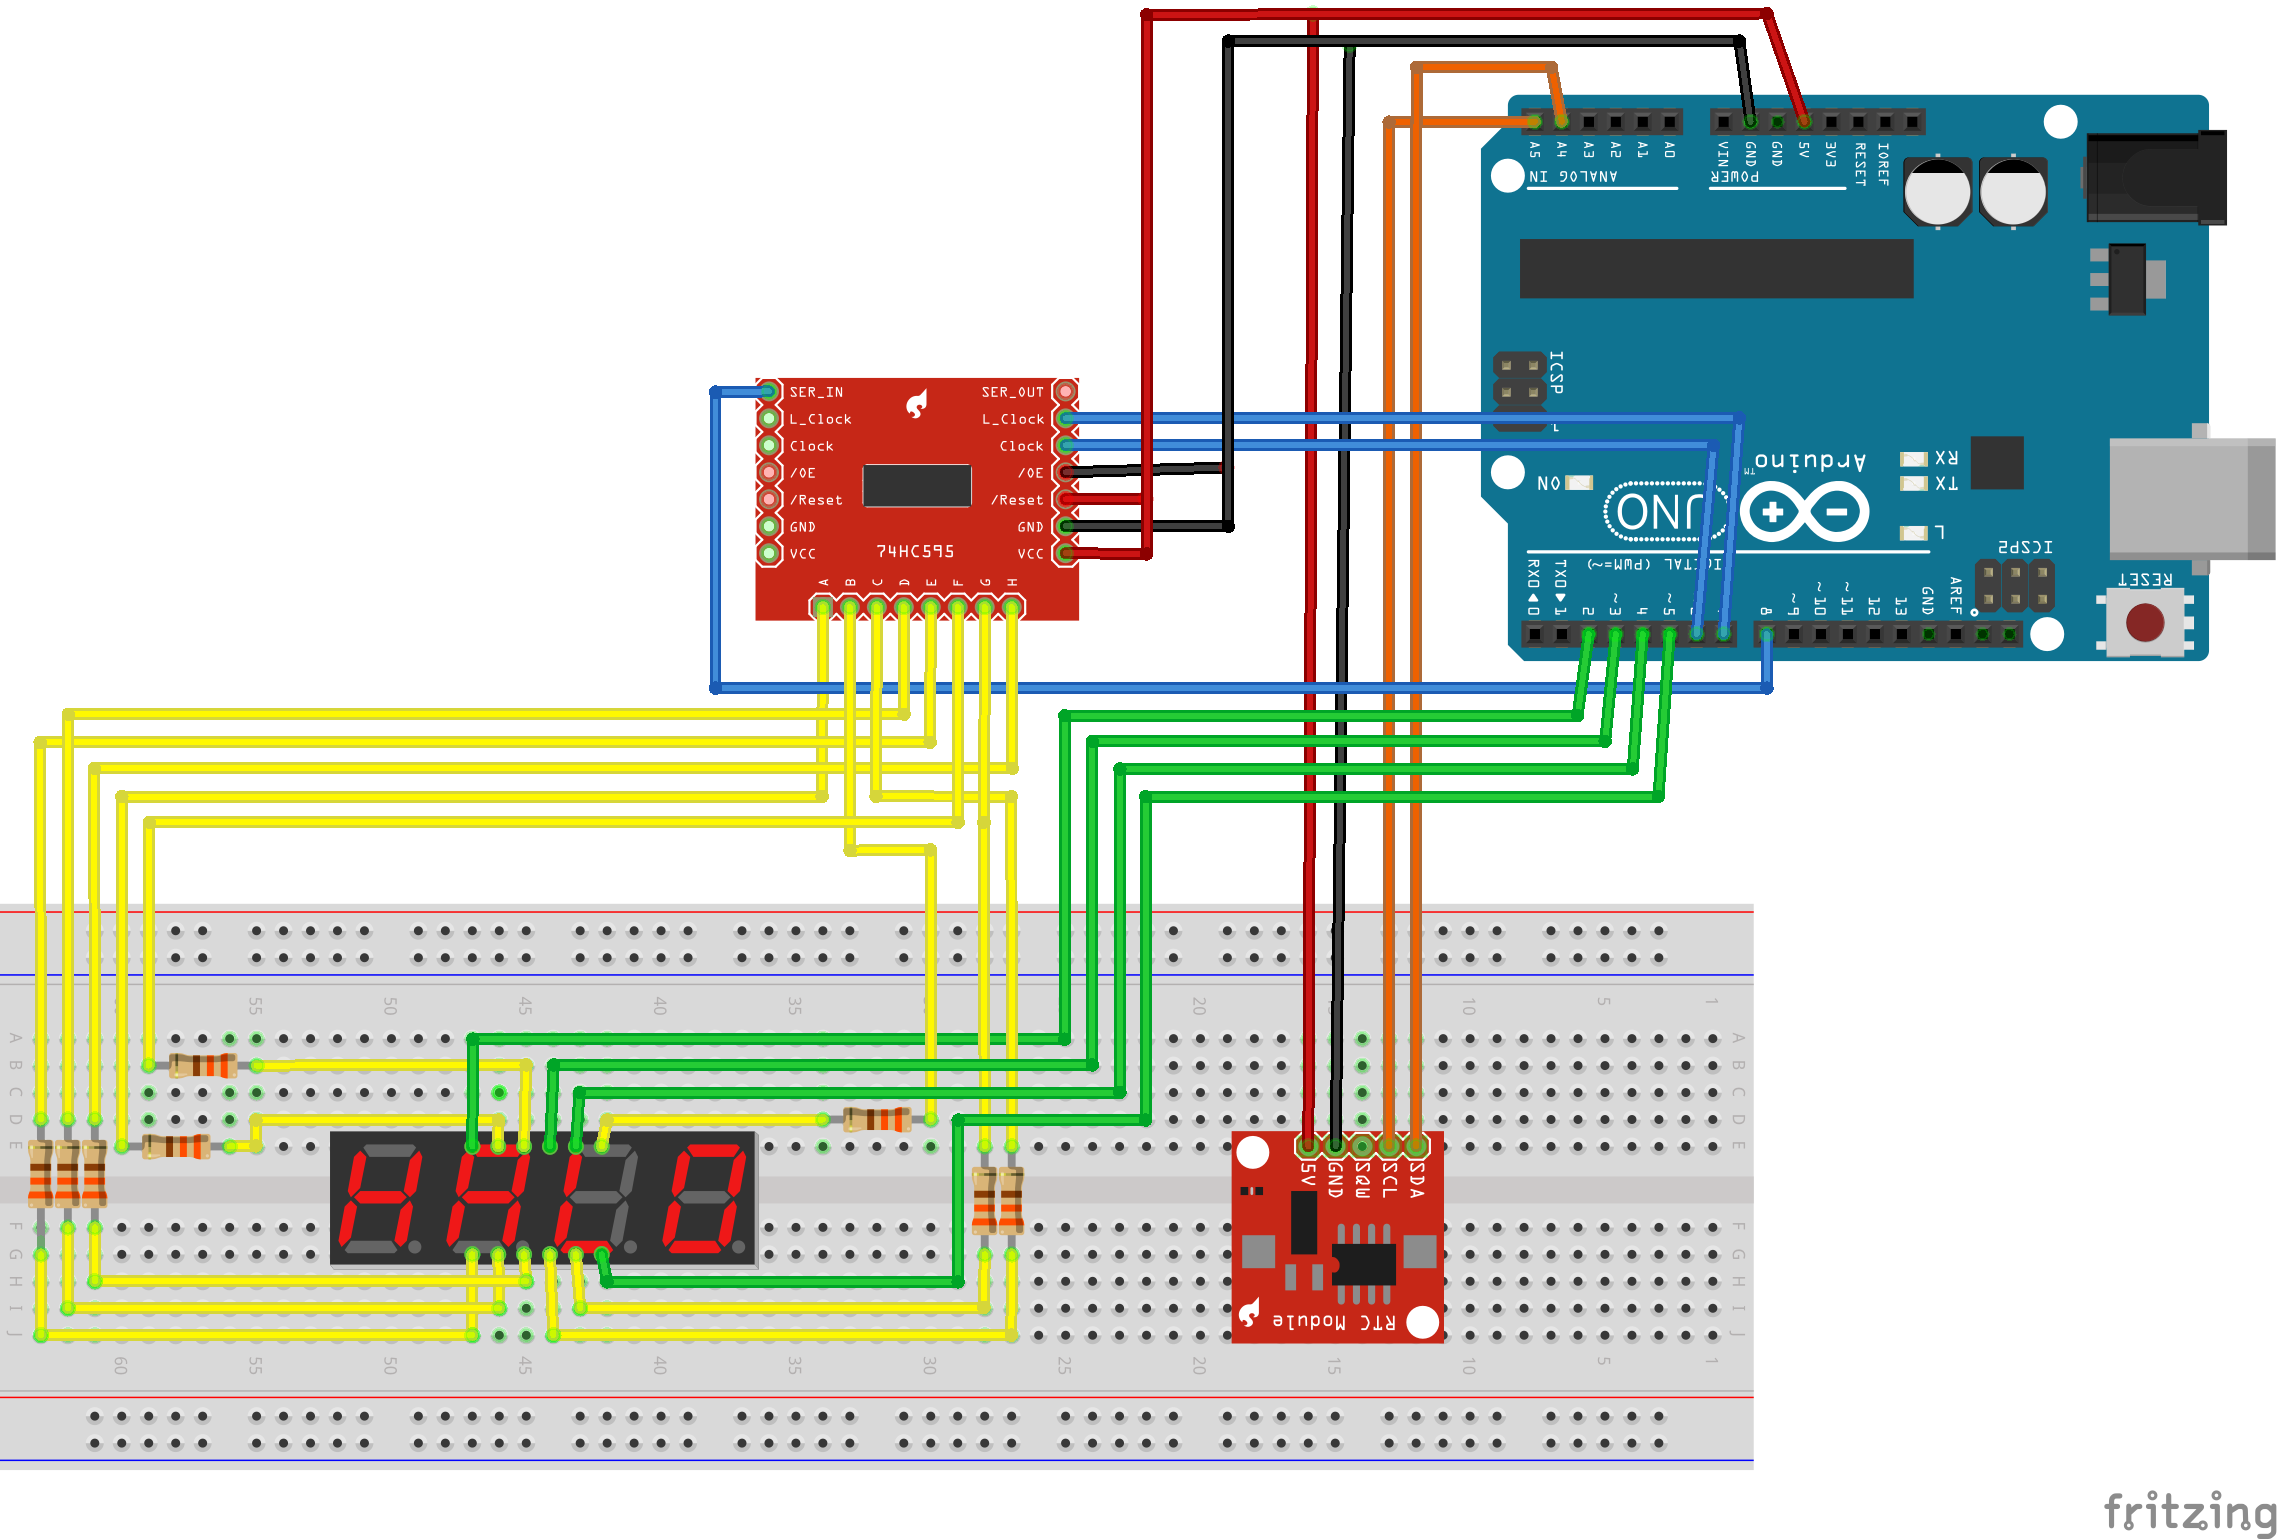 A5 A4 A3 A2 A1 A0
VIN GND GND 5V 3V3 RESET IOREF
ANALOG IN
POWER
ICSP
1
SER_IN SER_OUT
L_Clock L_Clock
Clock Clock
/OE /OE
/Reset /Reset
GND GND
VCC VCC
74HC595
A B C D E F G H
ON
UNO
Arduino
TM
RX
TX
L
ICSP2
RESET
RX0 TX0
0 1 2 ~3 4 ~5 8 ~9 ~10 ~11 12 13 GND AREF
(PWM=~)
55 50 45 40 35 20 10 5 1
A A
B B
C C
D D
E E
F F
G G
H H
I I
J J
5V GND SQW SCL SDA
RTC Module
60 55 50 45 40 35 30 25 20 15 10 5 1
fritzing